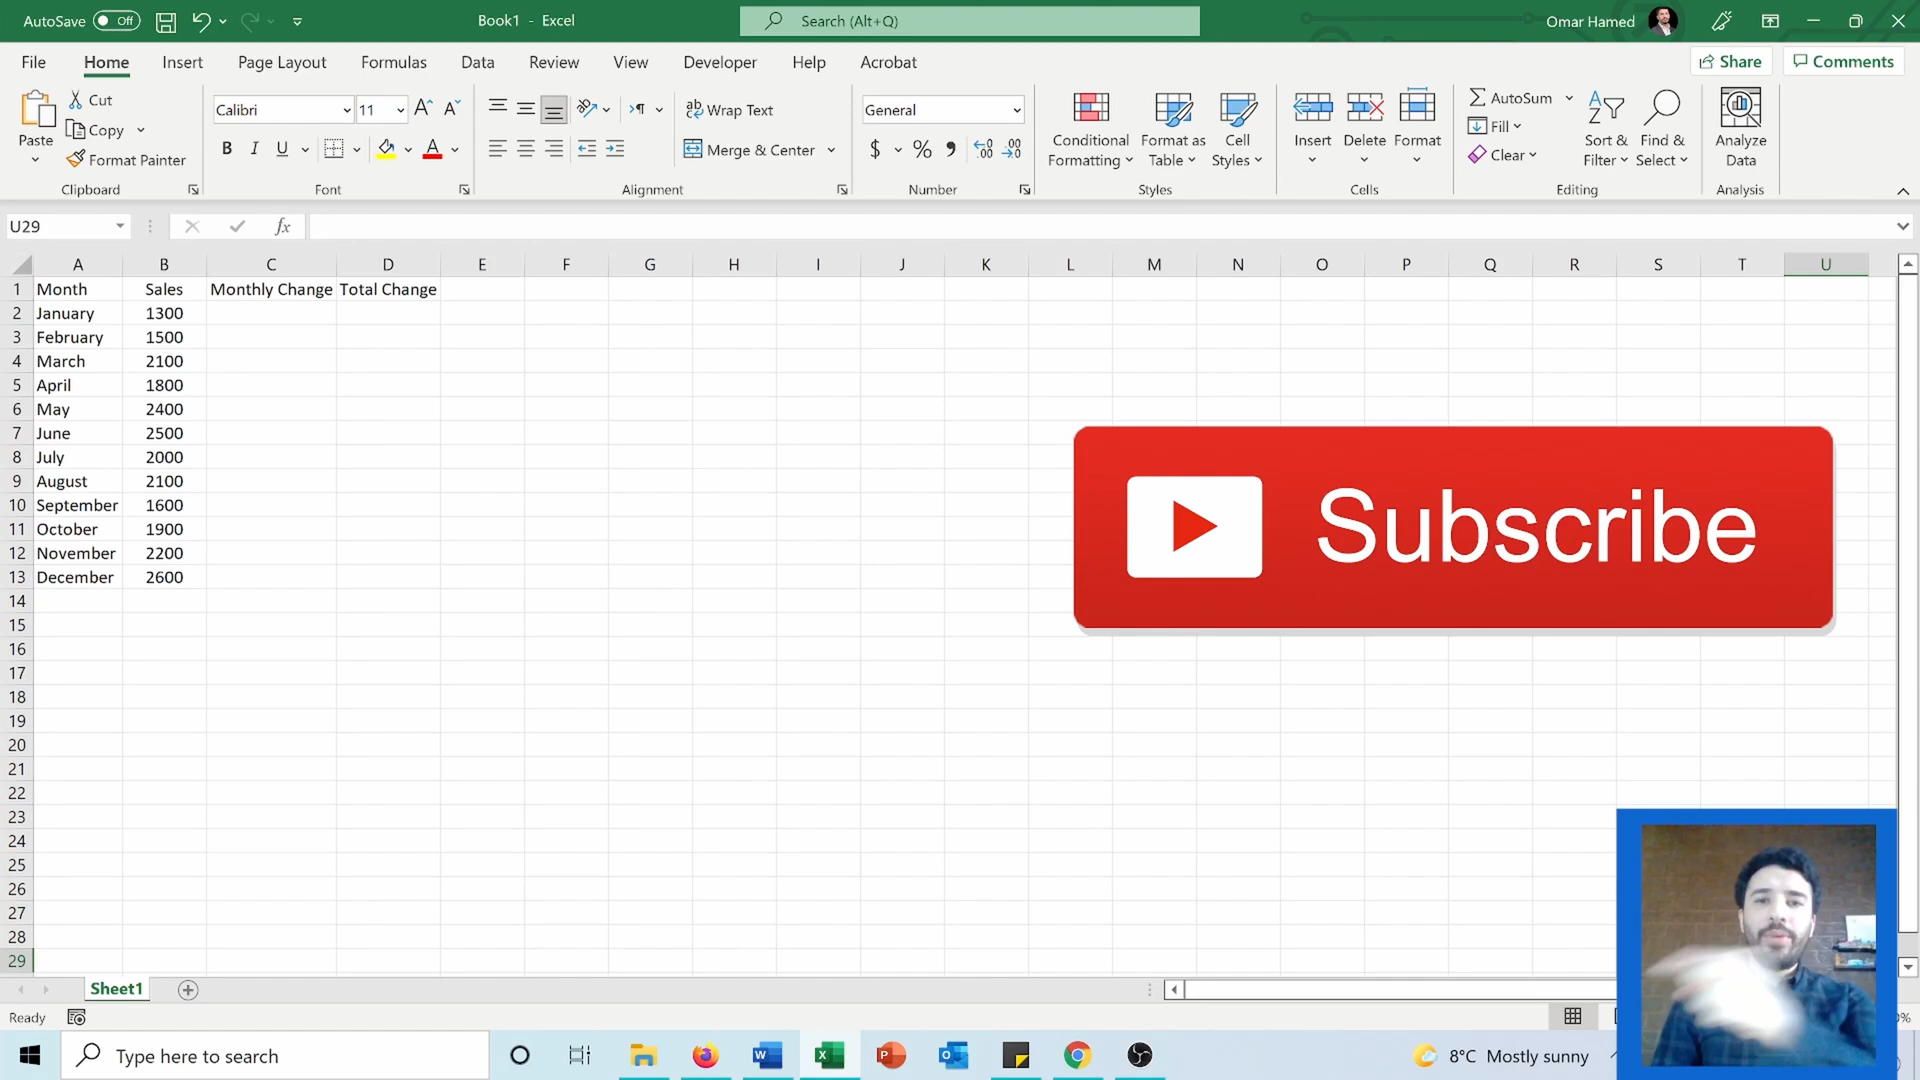 AutoSave Off Book1 - Excel Search (Alt+Q) Omar Hamed
File Home Insert Page Layout Formulas Data Review View Developer Help Acrobat Share Comments
Paste Cut Copy Format Painter Clipboard
Calibri 11 B I U A Font
Wrap Text Merge & Center Alignment
General $ % Number
Conditional Formatting Format as Table Cell Styles Styles
Insert Delete Format Cells
AutoSum Fill Clear Sort & Filter Find & Select Editing
Analyze Data Analysis
U29 fx
A B C D E F G H I J K L M N O P Q R S T U
1 Month Sales Monthly Change Total Change
2 January 1300
3 February 1500
4 March 2100
5 April 1800
6 May 2400
7 June 2500
8 July 2000
9 August 2100
10 September 1600
11 October 1900
12 November 2200
13 December 2600
14
15
16
17
18
19
20
21
22
23
24
25
26
27
28
29
Subscribe
Sheet1
Ready
Type here to search 8°C Mostly sunny